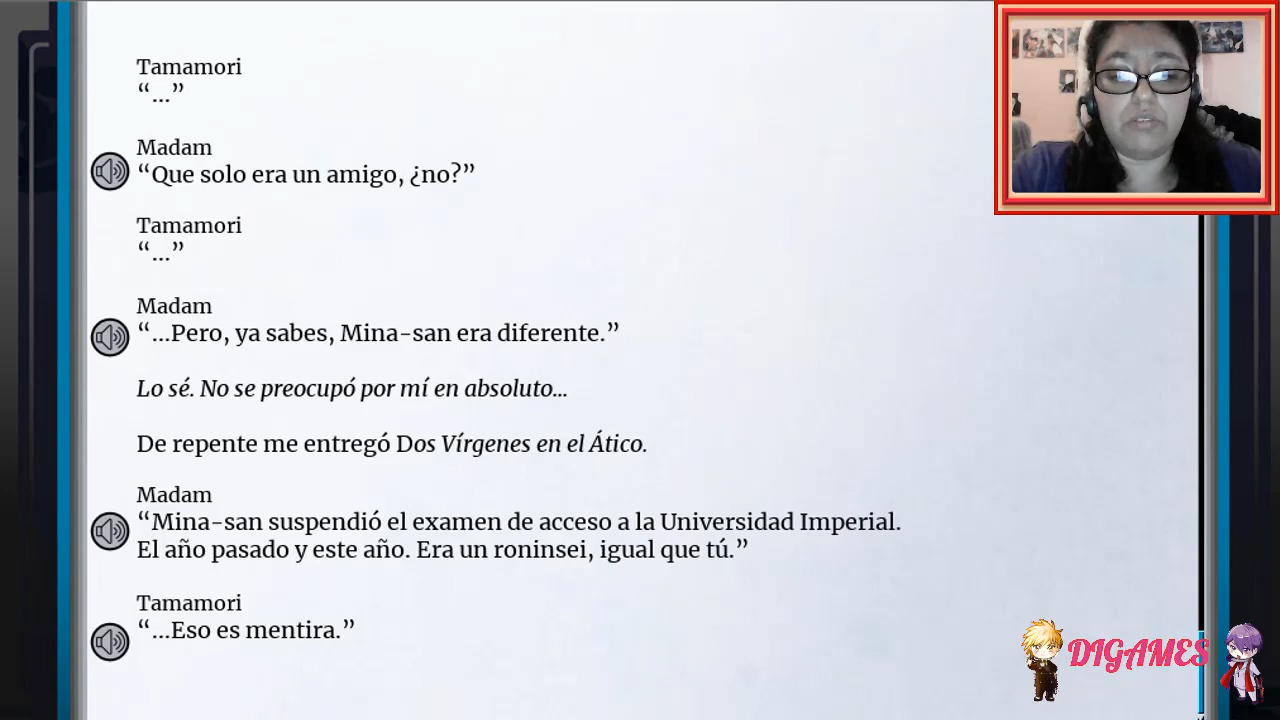 Tamamori
“...”
Madam
“Que solo era un amigo, ¿no?”
Tamamori
“...”
Madam
“...Pero, ya sabes, Mina-san era diferente.”
Lo sé. No se preocupó por mí en absoluto...
De repente me entregó Dos Vírgenes en el Ático.
Madam
“Mina-san suspendió el examen de acceso a la Universidad Imperial.
El año pasado y este año. Era un roninsei, igual que tú.”
Tamamori
“...Eso es mentira.”
DIGAMES